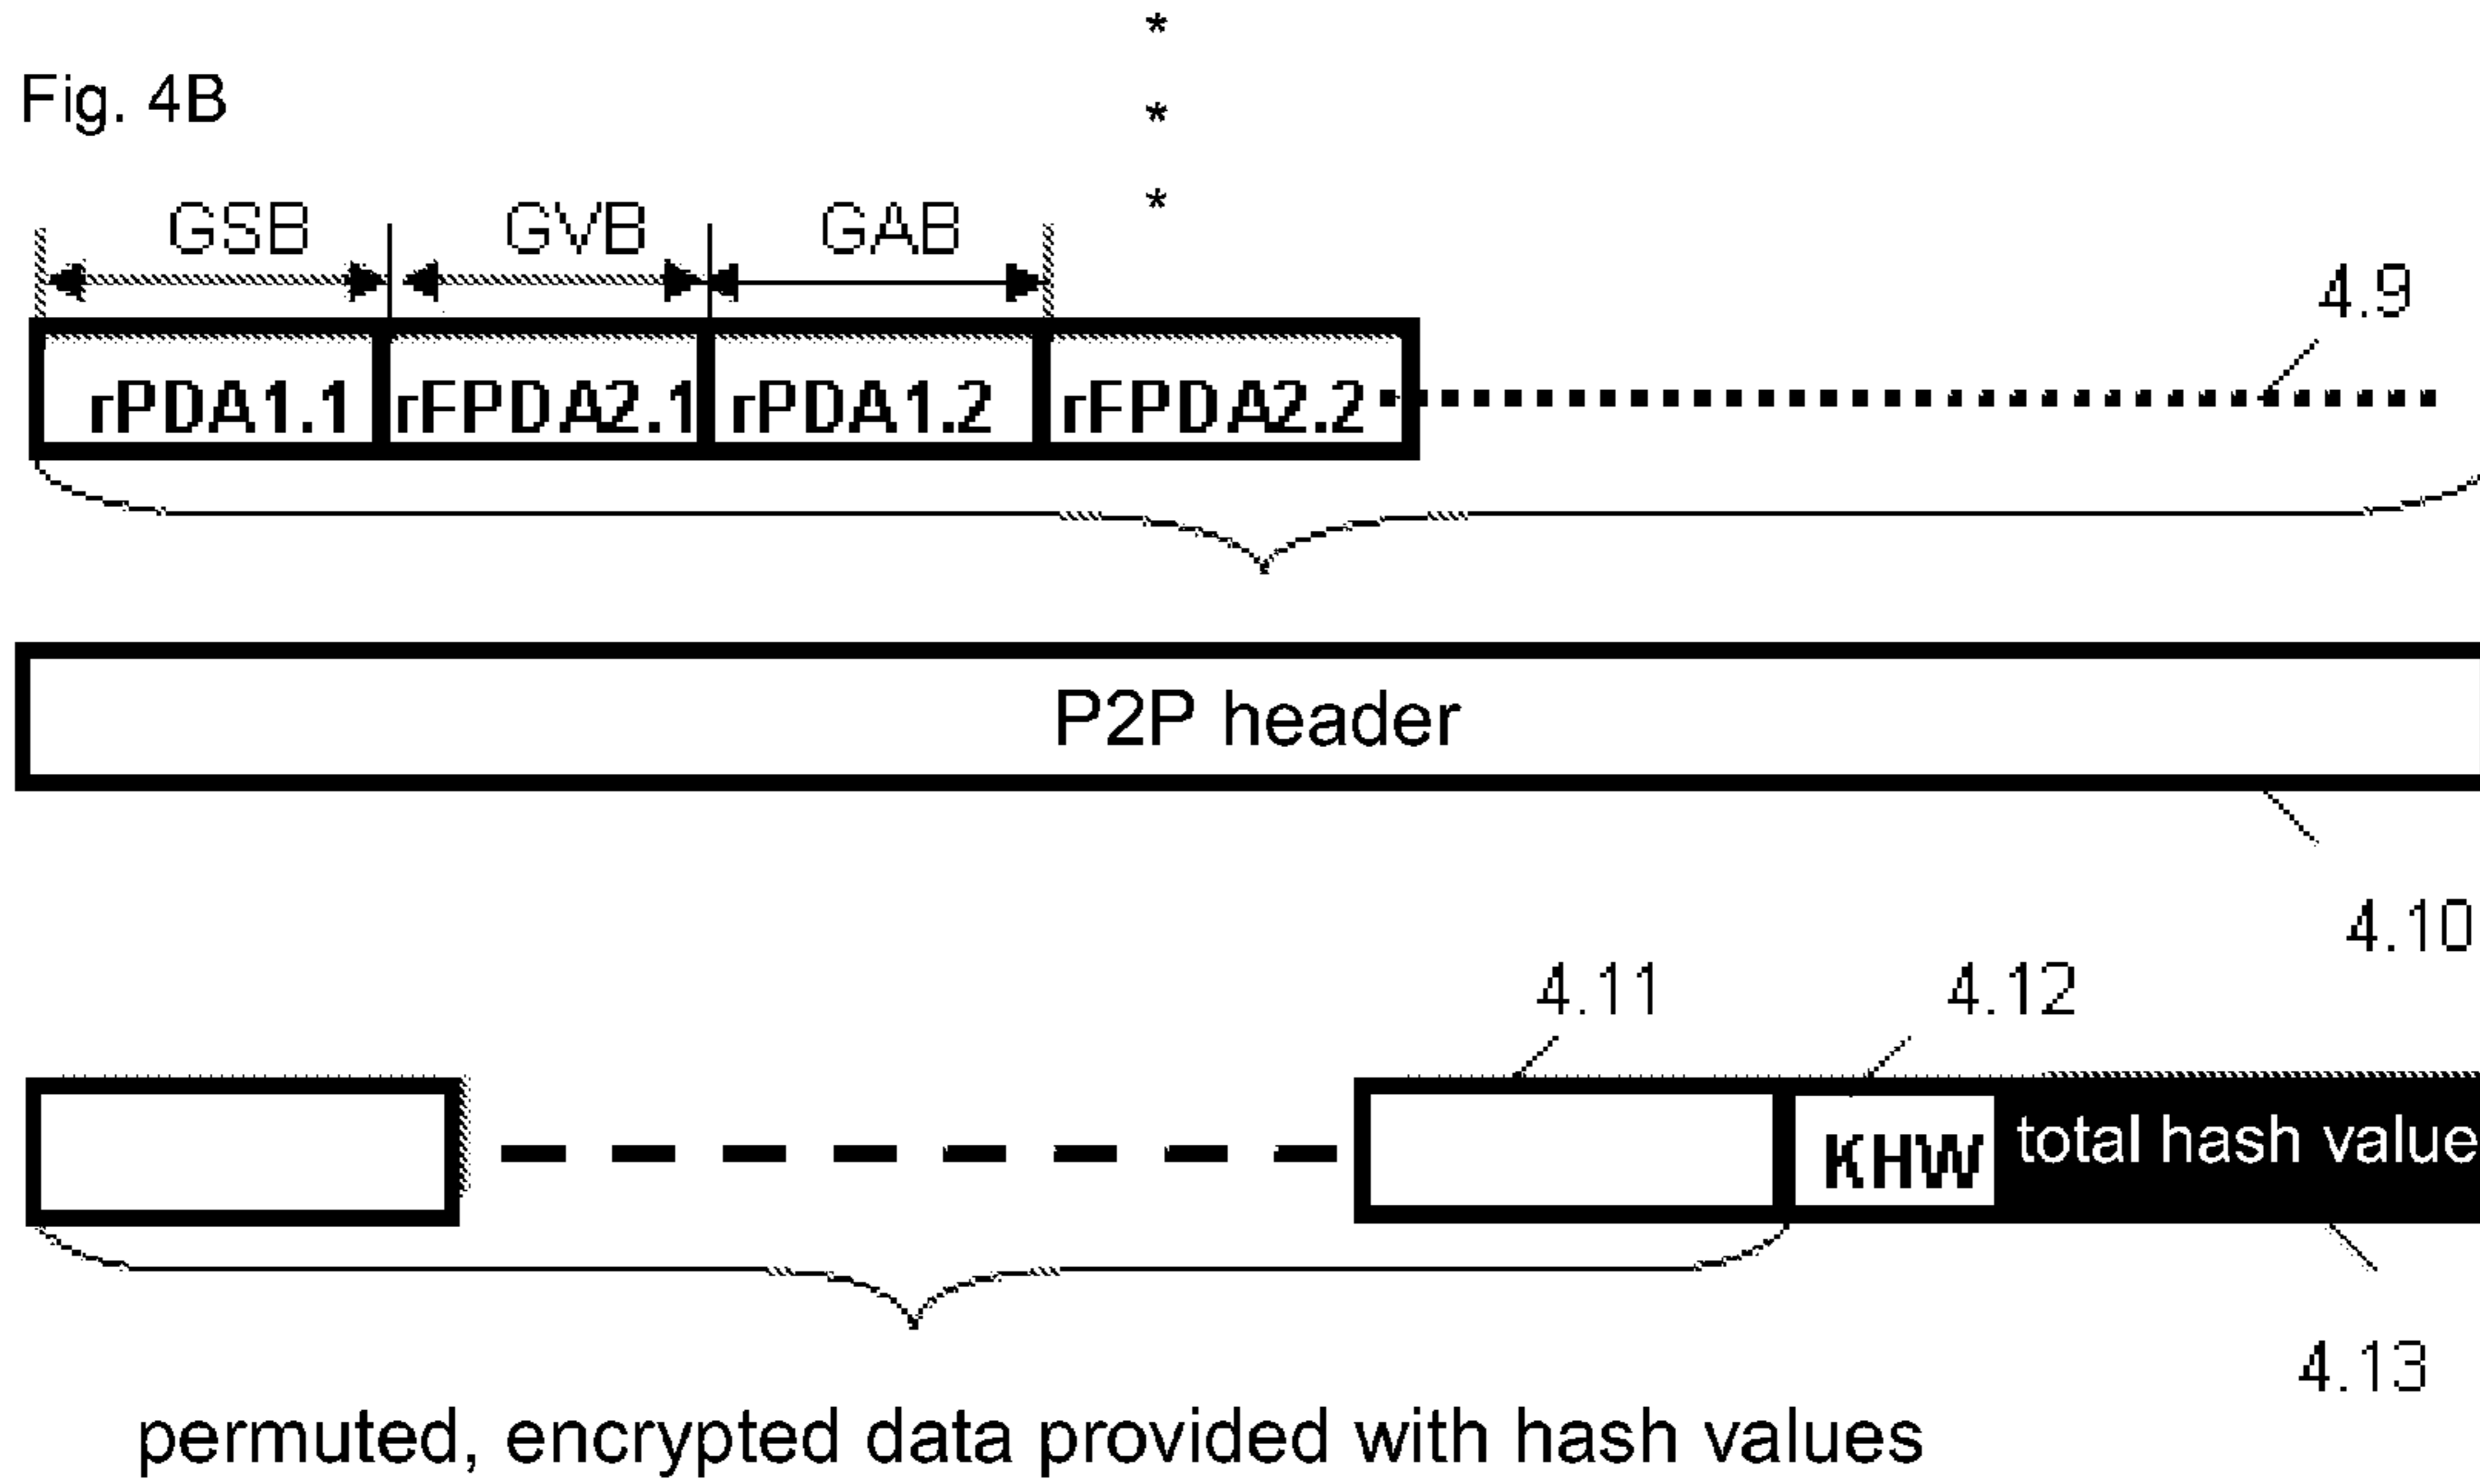 *
Fig. 4B
*
*
GSB GVB GAB
4.9
rPDA1.1 rFPDA2.1 rPDA1.2 rFPDA2.2
P2P header
4.10
4.11 4.12
KHW total hash value
4.13
permuted, encrypted data provided with hash values